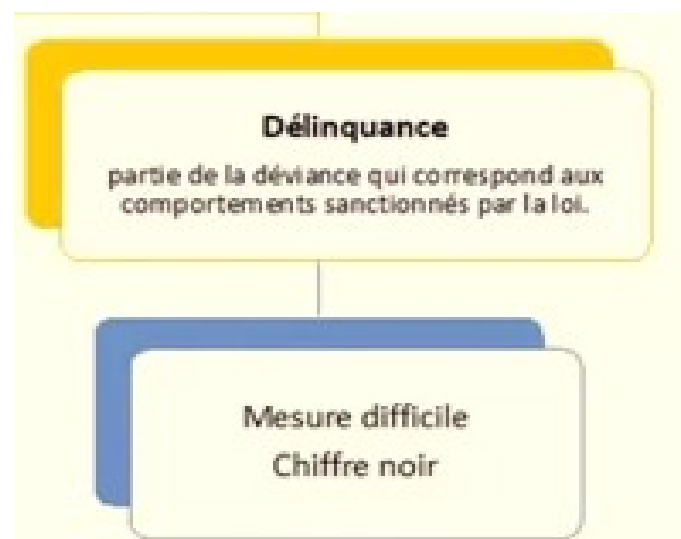 Délinquance
partie de la déviance qui correspond aux
comportements sanctionnés par la loi.
Mesure difficile
Chiffre noir